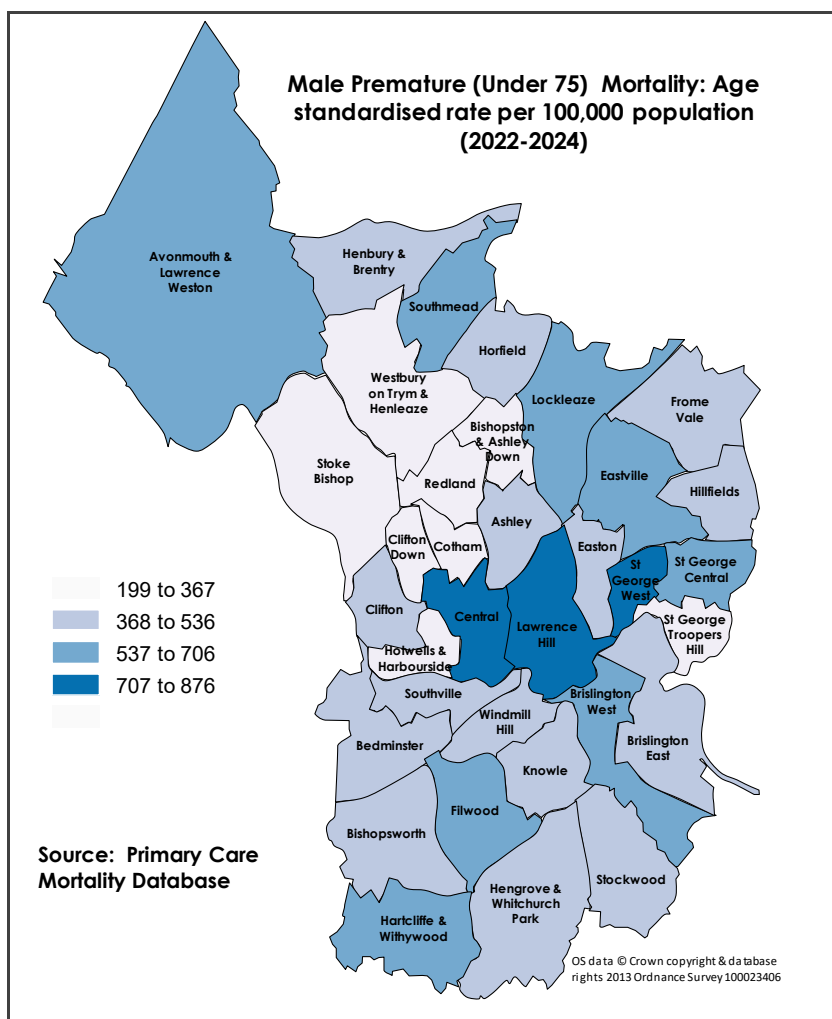 Male Premature (Under 75) Mortality: Age
standardised rate per 100,000 population
(2022-2024)
Avonmouth &
Lawrence
Weston
Henbury &
Brentry
Southmead
Horfield
Westbury
on Trym &
Henleaze
Lockleaze
Frome
Vale
Bishopston
& Ashley
Down
Stoke
Bishop
Redland
Eastville
Hillfields
Ashley
Clifton
Down
Cotham
Easton
St
George
West
St George
Central
Clifton
Central
Lawrence
Hill
St George
Troopers
Hill
Hotwells &
Harbourside
Southville
Brislington
West
Windmill
Hill
Bedminster
Brislington
East
Knowle
Filwood
Bishopsworth
Stockwood
Hengrove &
Whitchurch
Park
Hartcliffe &
Withywood
199 to 367
368 to 536
537 to 706
707 to 876
Source: Primary Care
Mortality Database
OS data © Crown copyright & database
rights 2013 Ordnance Survey 100023406